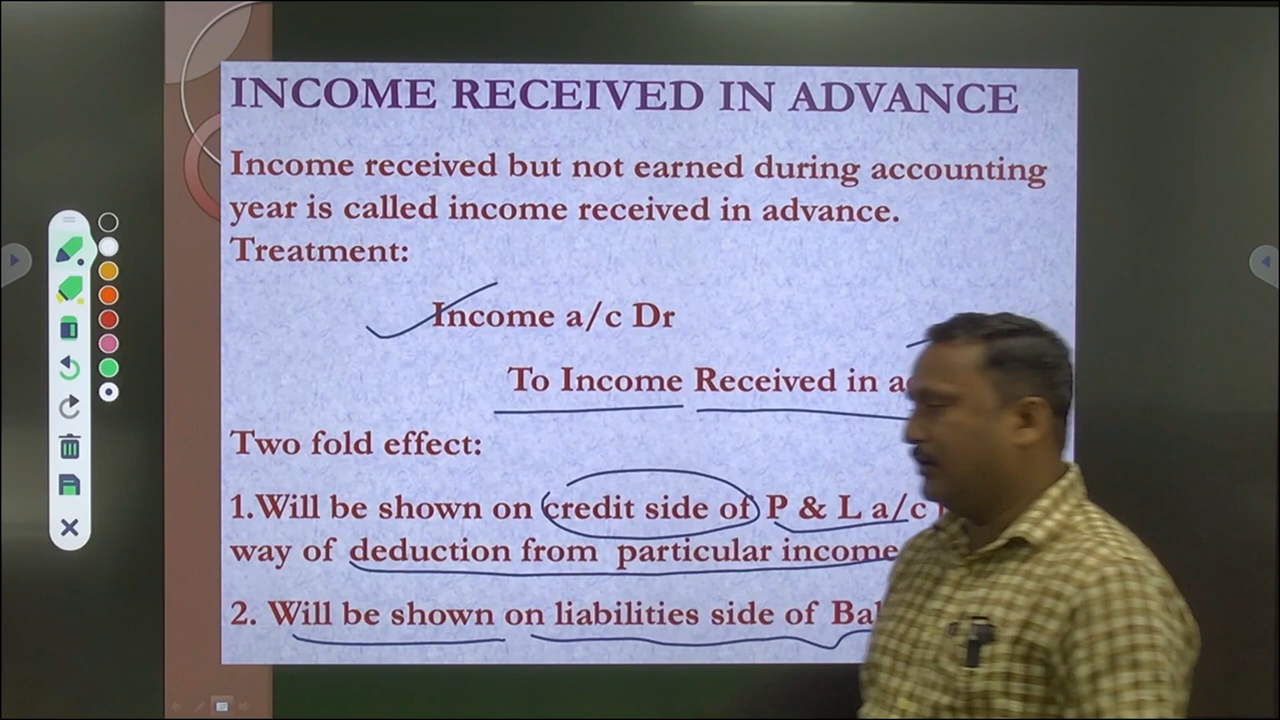 INCOME RECEIVED IN ADVANCE
Income received but not earned during accounting
year is called income received in advance.
Treatment:
Income a/c Dr
To Income Received in
Two fold effect:
1.Will be shown on credit side of P & L a/c
way of deduction from particular income
2. Will be shown on liabilities side of